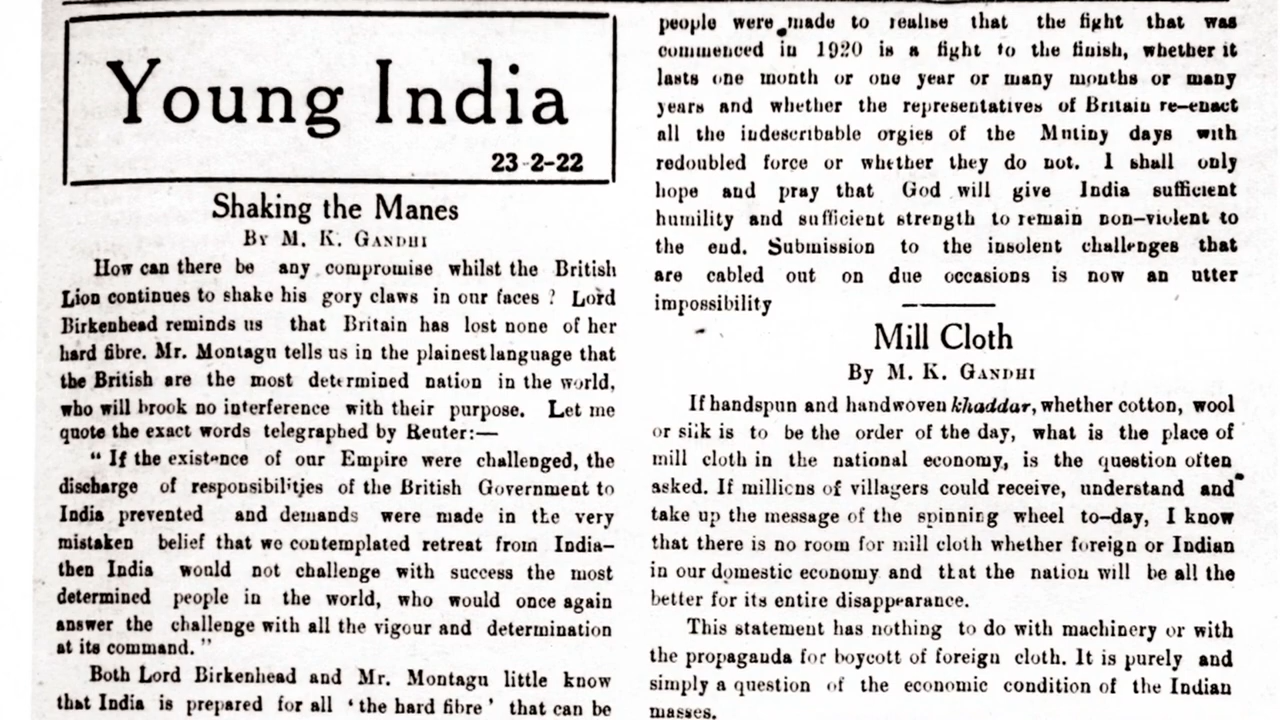 Young India
23-2-22
Shaking the Manes
By M. K. Gandhi
How can there be any compromise whilst the British
Lion continues to shake his gory claws in our faces ? Lord
Birkenhead reminds us that Britain has lost none of her
hard fibre. Mr. Montagu tells us in the plainest language that
the British are the most determined nation in the world,
who will brook no interference with their purpose. Let me
quote the exact words telegraphed by Reuter:—
“ If the existence of our Empire were challenged, the
discharge of responsibilities of the British Government to
India prevented and demands were made in the very
mistaken belief that we contemplated retreat from India—
then India would not challenge with success the most
determined people in the world, who would once again
answer the challenge with all the vigour and determination
at its command. ”
Both Lord Birkenhead and Mr. Montagu little know
that India is prepared for all ‘ the hard fibre ’ that can be
people were made to realise that the fight that was
commenced in 1920 is a fight to the finish, whether it
lasts one month or one year or many months or many
years and whether the representatives of Britain re-enact
all the indescribable orgies of the Mutiny days with
redoubled force or whether they do not. I shall only
hope and pray that God will give India sufficient
humility and sufficient strength to remain non-violent to
the end. Submission to the insolent challenges that
are cabled out on due occasions is now an utter
impossibility
Mill Cloth
By M. K. Gandhi
If handspun and handwoven khaddar, whether cotton, wool
or silk is to be the order of the day, what is the place of
mill cloth in the national economy, is the question often
asked. If millions of villagers could receive, understand and
take up the message of the spinning wheel to-day, I know
that there is no room for mill cloth whether foreign or Indian
in our domestic economy and that the nation will be all the
better for its entire disappearance.
This statement has nothing to do with machinery or with
the propaganda for boycott of foreign cloth. It is purely and
simply a question of the economic condition of the Indian
masses.